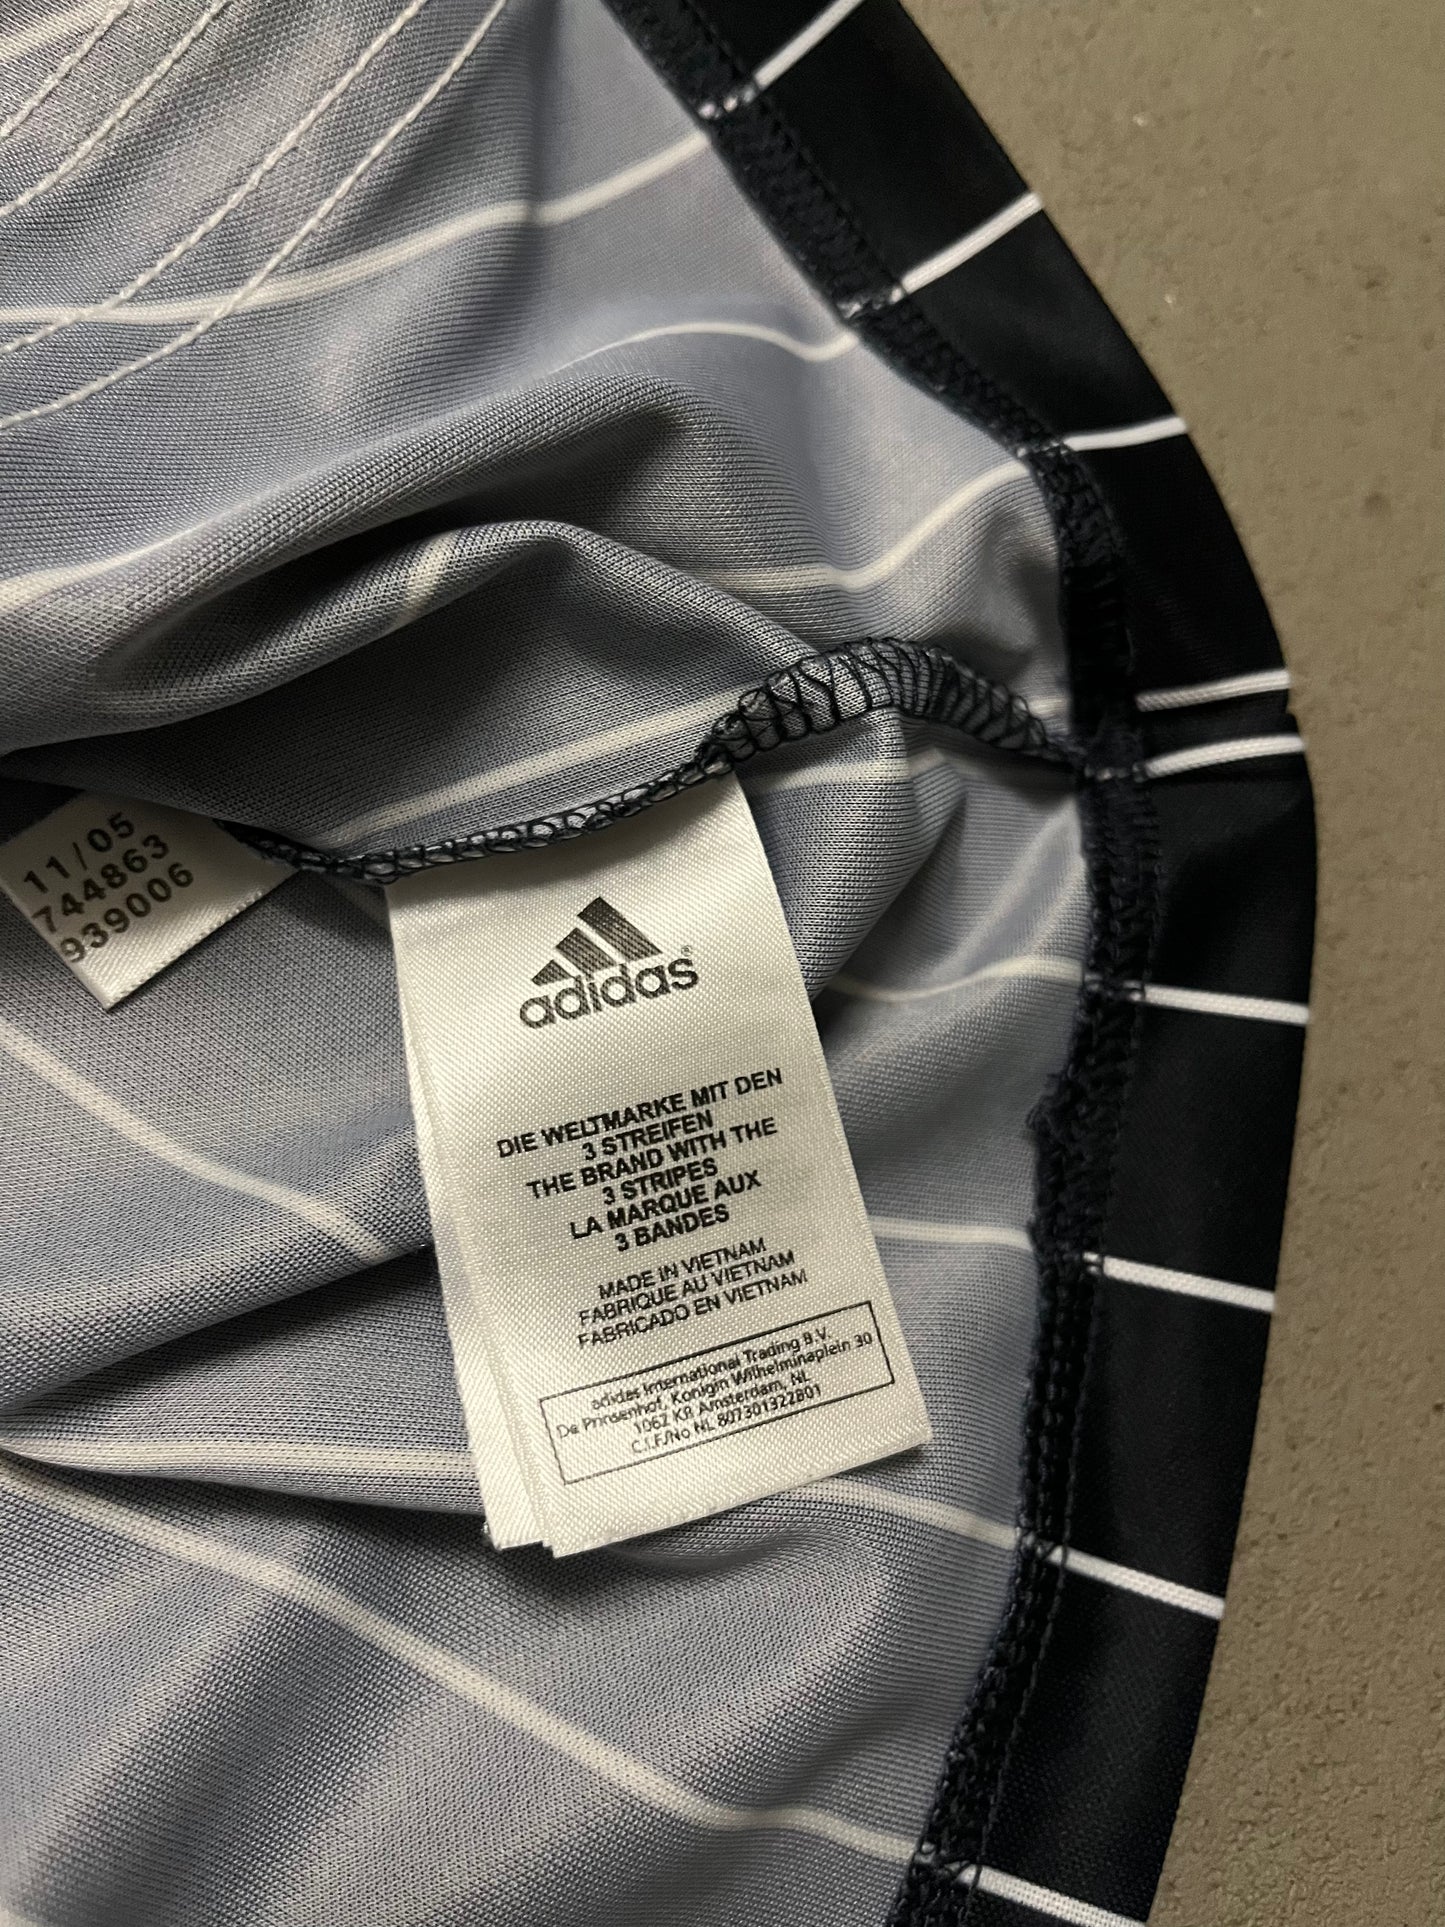 11/05
744863
939006
adidas®
DIE WELTMARKE MIT DEN
3 STREIFEN
THE BRAND WITH THE
3 STRIPES
LA MARQUE AUX
3 BANDES
MADE IN VIETNAM
FABRIQUE AU VIETNAM
FABRICADO EN VIETNAM
adidas International Trading B.V.
De Prinsenhof, Konigin Wilhelminaplein 30
1062 KR Amsterdam, NL
C.I.F./No NL 807301322B01